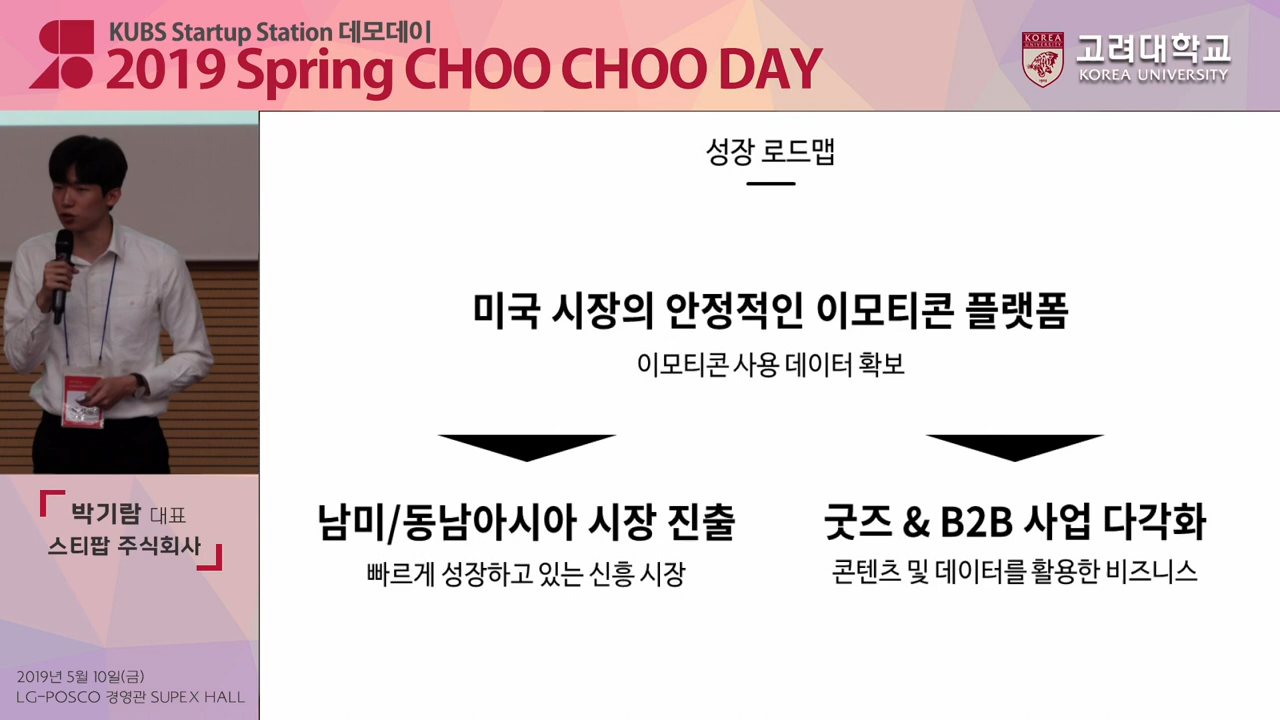 KUBS Startup Station 데모데이
2019 Spring CHOO CHOO DAY
KOREA
UNIVERSITY
고려대학교
KOREA UNIVERSITY
성장 로드맵
미국 시장의 안정적인 이모티콘 플랫폼
이모티콘 사용 데이터 확보
남미/동남아시아 시장 진출
빠르게 성장하고 있는 신흥 시장
굿즈 & B2B 사업 다각화
콘텐츠 및 데이터를 활용한 비즈니스
박기람 대표
스티팝 주식회사
2019년 5월 10일(금)
LG-POSCO 경영관 SUPEX HALL